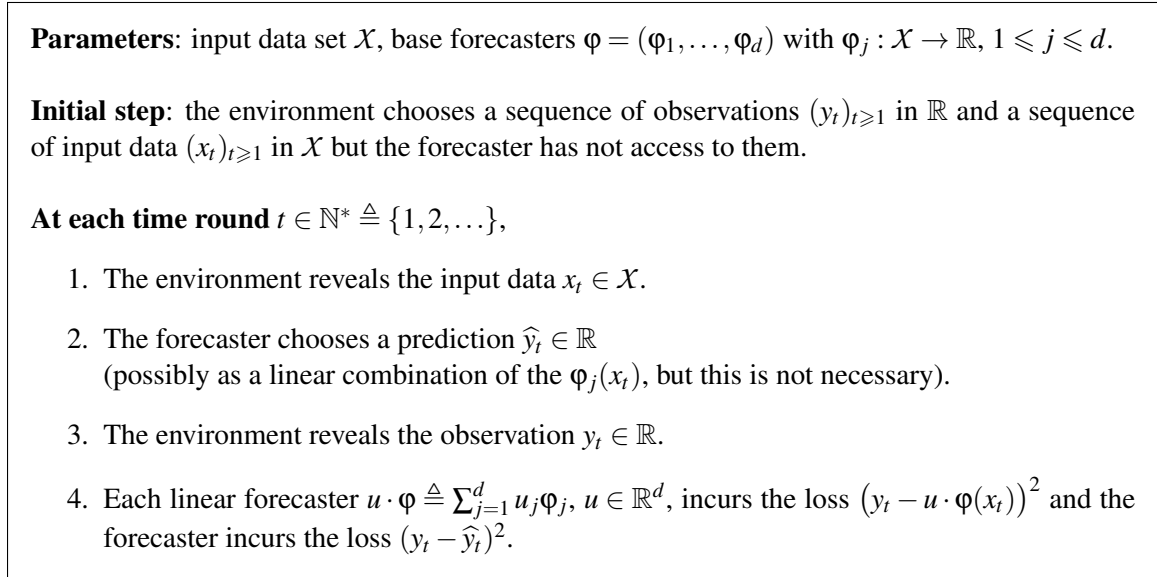 Parameters: input data set 𝒳, base forecasters φ = (φ₁,…,φ_d) with φ_j : 𝒳 → ℝ, 1 ⩽ j ⩽ d.
Initial step: the environment chooses a sequence of observations (y_t)_{t⩾1} in ℝ and a sequence
of input data (x_t)_{t⩾1} in 𝒳 but the forecaster has not access to them.
At each time round t ∈ ℕ* ≜ {1,2,…},
1. The environment reveals the input data x_t ∈ 𝒳.
2. The forecaster chooses a prediction ŷ_t ∈ ℝ
(possibly as a linear combination of the φ_j(x_t), but this is not necessary).
3. The environment reveals the observation y_t ∈ ℝ.
4. Each linear forecaster u · φ ≜ ∑_{j=1}^d u_jφ_j, u ∈ ℝ^d, incurs the loss (y_t − u · φ(x_t))² and the
forecaster incurs the loss (y_t − ŷ_t)².